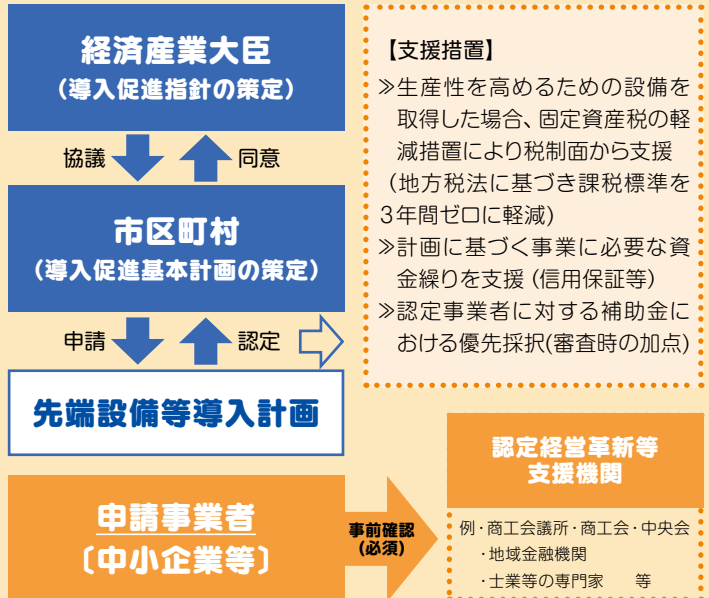 経済産業大臣
（導入促進指針の策定）
協議
同意
市区町村
（導入促進基本計画の策定）
申請
認定
先端設備等導入計画
【支援措置】
≫生産性を高めるための設備を
取得した場合、固定資産税の軽
減措置により税制面から支援
（地方税法に基づき課税標準を
3年間ゼロに軽減)
≫計画に基づく事業に必要な資
金繰りを支援 (信用保証等)
≫認定事業者に対する補助金に
おける優先採択(審査時の加点)
申請事業者
〔中小企業等〕
事前確認
(必須)
認定経営革新等
支援機関
例・商工会議所・商工会・中央会
・地域金融機関
・士業等の専門家　等